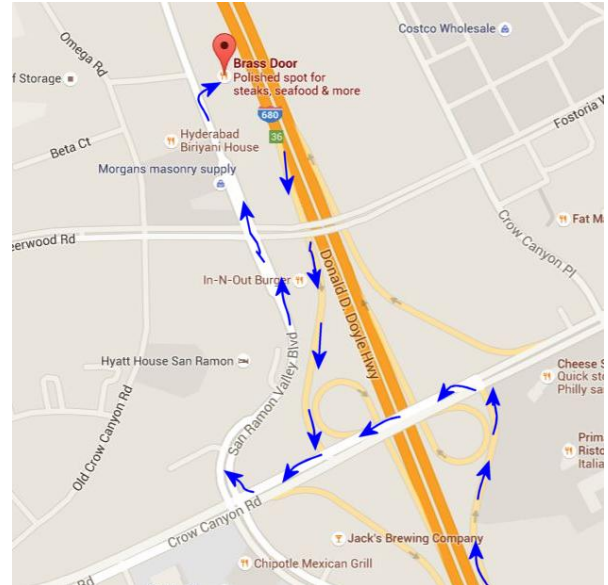 Costco Wholesale
Omega Rd
f Storage
Brass Door
Polished spot for
steaks, seafood & more
680
36
Fostoria W
Hyderabad
Biriyani House
Beta Ct
Morgans masonry supply
Fat Ma
Crow Canyon Pl
eerwood Rd
In-N-Out Burger
Donald D. Doyle Hwy
Hyatt House San Ramon
San Ramon Valley Blvd
Cheese S
Quick sto
Philly sa
Old Crow Canyon Rd
Prim
Risto
Italia
Crow Canyon Rd
Jack's Brewing Company
Chipotle Mexican Grill
Rd